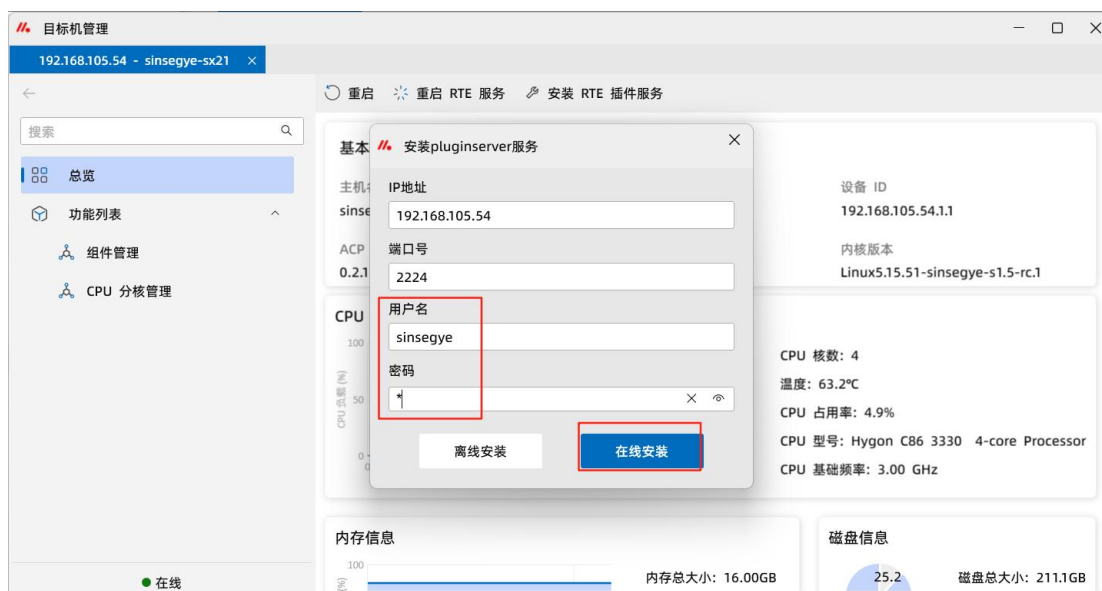 目标机管理
192.168.105.54 - sinsegye-sx21
重启 重启 RTE 服务 安装 RTE 插件服务
搜索
总览
功能列表
组件管理
CPU 分核管理
在线
基本
主机
sinse
ACP
0.2.1
设备 ID
192.168.105.54.1.1
内核版本
Linux5.15.51-sinsegye-s1.5-rc.1
安装pluginserver服务
IP地址
192.168.105.54
端口号
2224
用户名
sinsegye
密码
*
离线安装 在线安装
CPU
100
50
0
0
CPU 负载 (%)
CPU 核数: 4
温度: 63.2℃
CPU 占用率: 4.9%
CPU 型号: Hygon C86 3330 4-core Processor
CPU 基础频率: 3.00 GHz
内存信息
100
(%)
内存总大小: 16.00GB
磁盘信息
25.2
磁盘总大小: 211.1GB